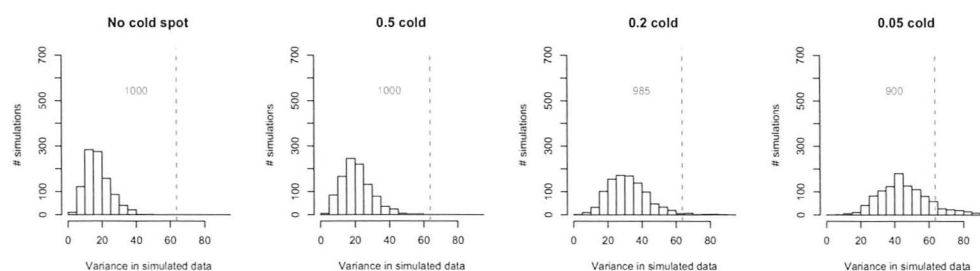 No cold spot
0.5 cold
0.2 cold
0.05 cold
# simulations
0 100 300 500 700
1000
0 20 40 60 80
Variance in simulated data
# simulations
0 100 300 500 700
1000
0 20 40 60 80
Variance in simulated data
# simulations
0 100 300 500 700
985
0 20 40 60 80
Variance in simulated data
# simulations
0 100 300 500 700
900
0 20 40 60 80
Variance in simulated data